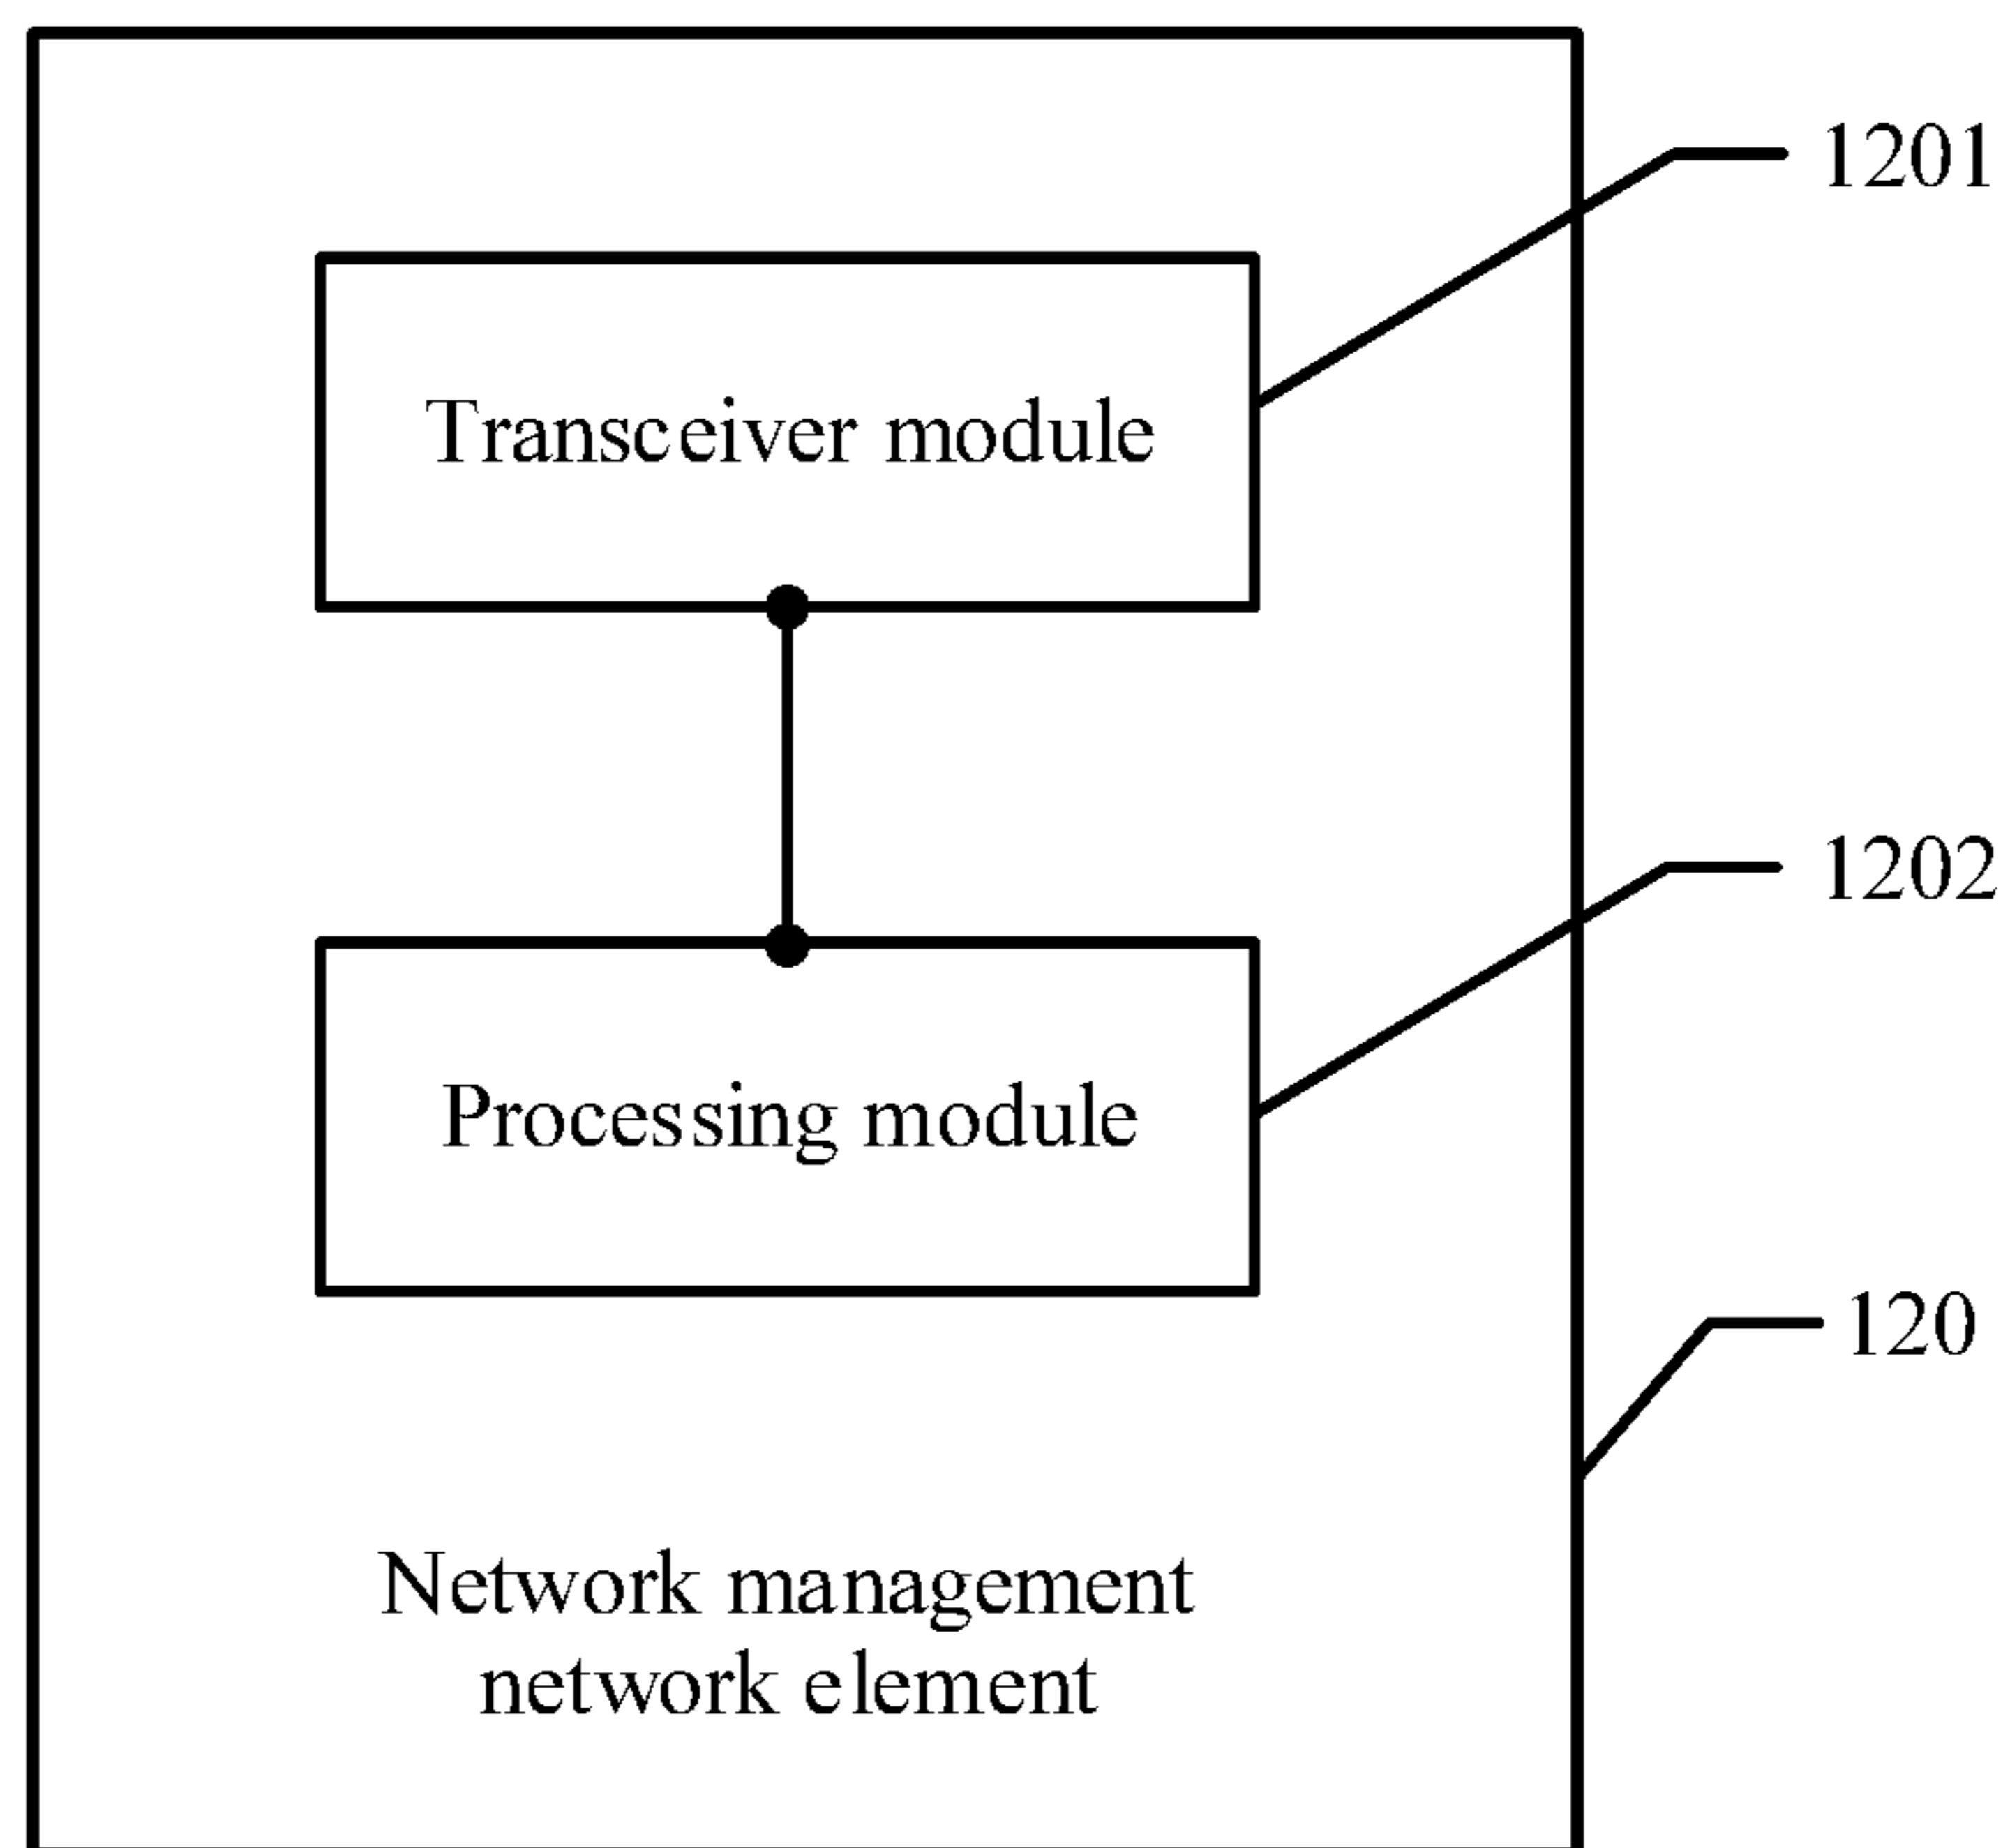 1201
Transceiver module
1202
Processing module
120
Network management
network element